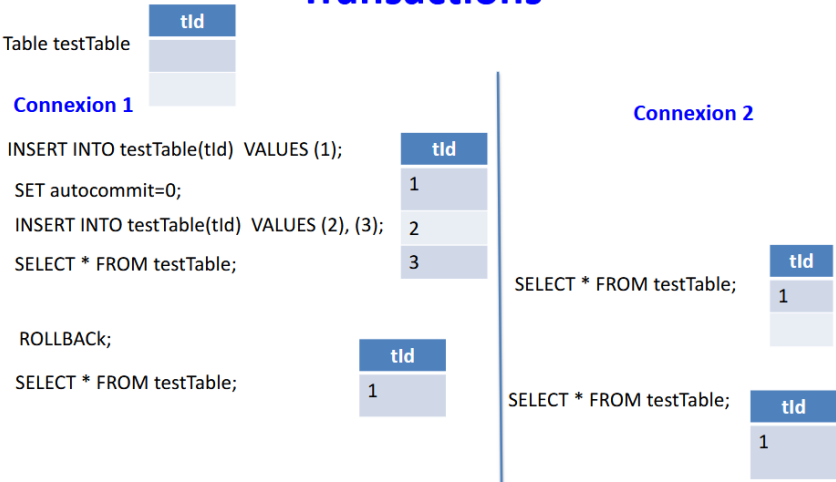 Transactions
tId
Table testTable
Connexion 1
INSERT INTO testTable(tId) VALUES (1);
SET autocommit=0;
INSERT INTO testTable(tId) VALUES (2), (3);
SELECT * FROM testTable;
tId
1
2
3
ROLLBACk;
SELECT * FROM testTable;
tId
1
Connexion 2
SELECT * FROM testTable;
tId
1
SELECT * FROM testTable;
tId
1